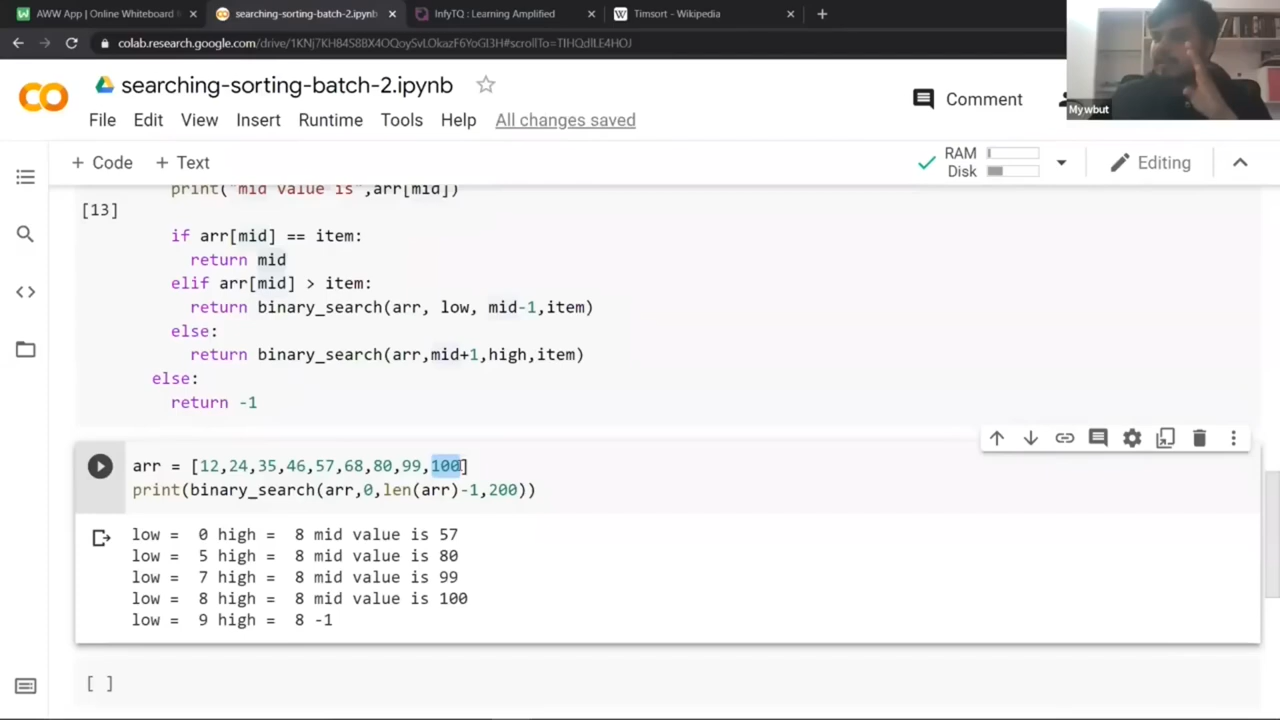 AWW App | Online Whiteboard
searching-sorting-batch-2.ipynb
InfyTQ : Learning Amplified
Timsort - Wikipedia
colab.research.google.com/drive/1KNj7KH84S8BX4OQoySvLOkazF6YoGI3H#scrollTo=TIHQdlLE4HOJ
Mywbut
CO
searching-sorting-batch-2.ipynb
Comment
File Edit View Insert Runtime Tools Help All changes saved
+ Code + Text
RAM
Disk
Editing
print("mid value is",arr[mid])
[13]
if arr[mid] == item:
return mid
elif arr[mid] > item:
return binary_search(arr, low, mid-1,item)
else:
return binary_search(arr,mid+1,high,item)
else:
return -1
arr = [12,24,35,46,57,68,80,99,100]
print(binary_search(arr,0,len(arr)-1,200))
low =  0 high =  8 mid value is 57
low =  5 high =  8 mid value is 80
low =  7 high =  8 mid value is 99
low =  8 high =  8 mid value is 100
low =  9 high =  8 -1
[ ]